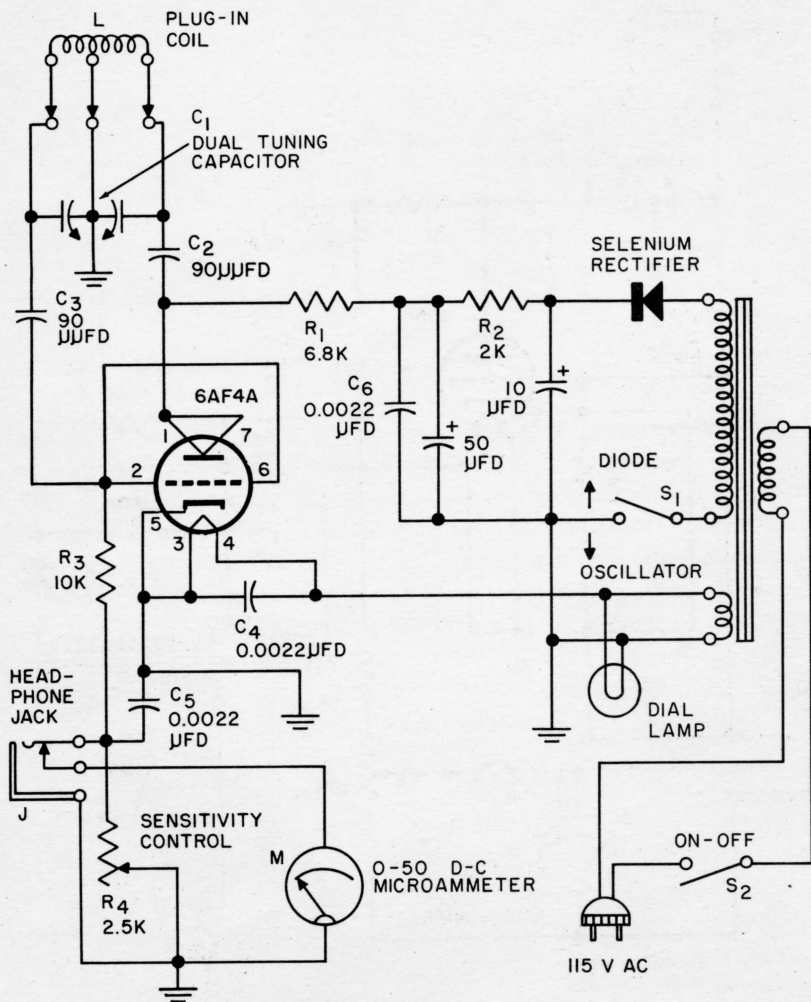 L
PLUG-IN
COIL
C1
DUAL TUNING
CAPACITOR
C2
90μμFD
C3
90
μμFD
SELENIUM
RECTIFIER
R1
6.8K
R2
2K
C6
0.0022
μFD
+
50
μFD
+
10
μFD
6AF4A
1
7
2
6
5
3
4
DIODE
S1
OSCILLATOR
R3
10K
C4
0.0022μFD
HEAD-
PHONE
JACK
C5
0.0022
μFD
DIAL
LAMP
J
SENSITIVITY
CONTROL
R4
2.5K
M
0-50 D-C
MICROAMMETER
ON-OFF
S2
115 V AC